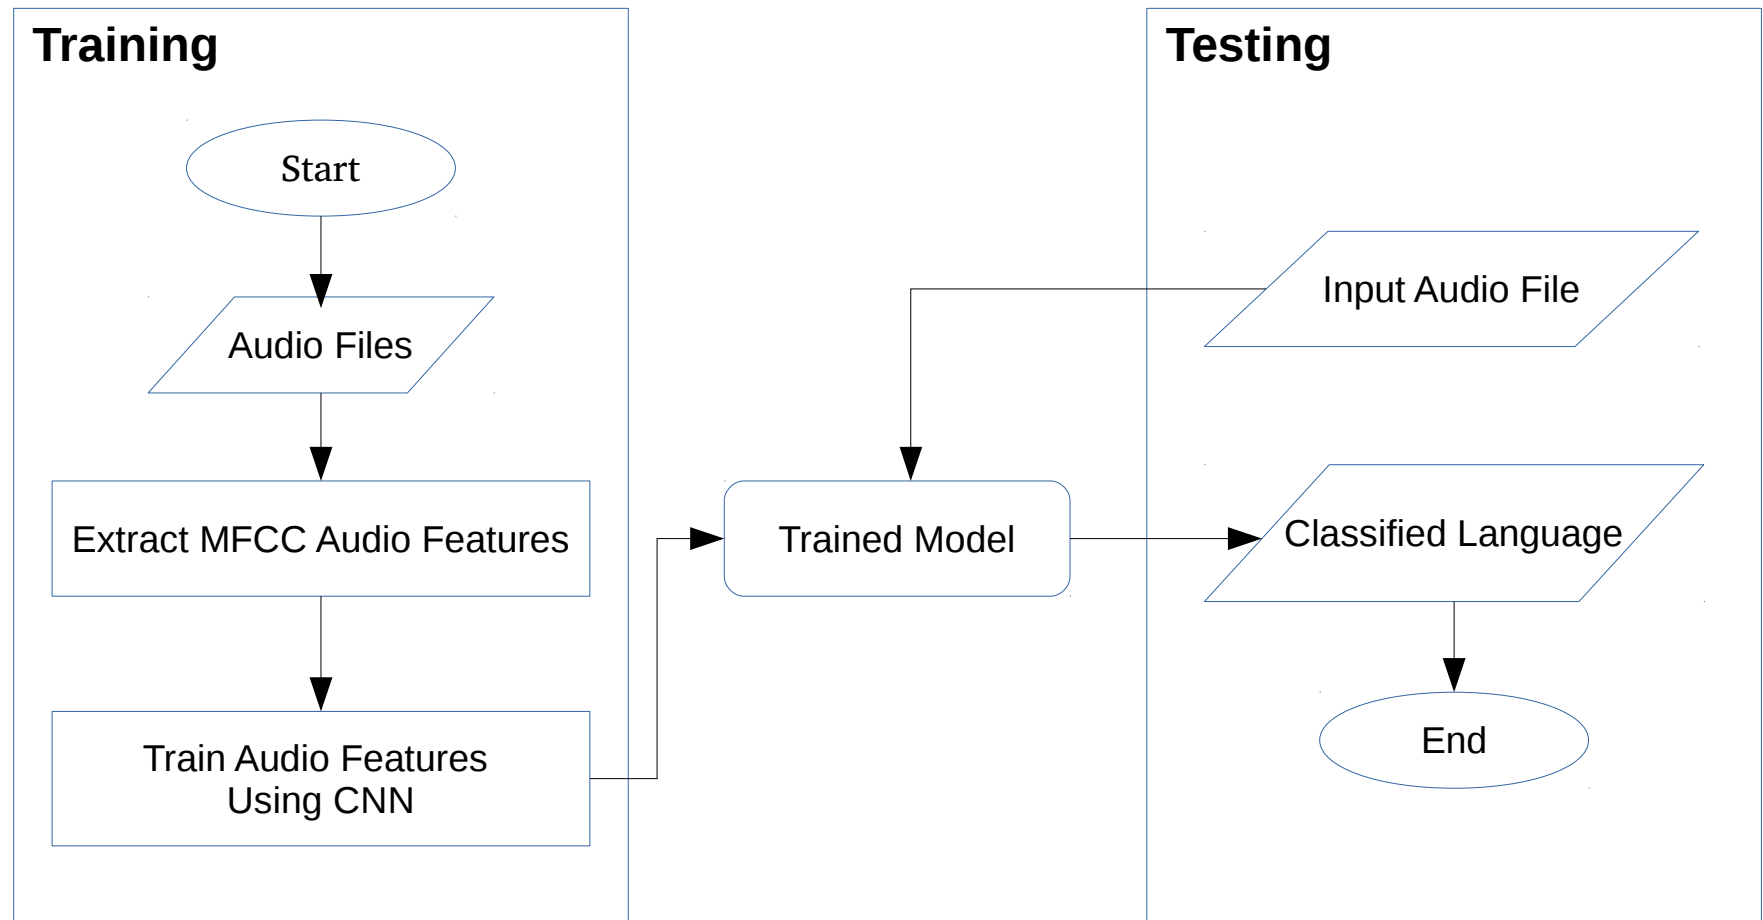 Training
Start
Audio Files
Extract MFCC Audio Features
Train Audio Features
Using CNN
Trained Model
Testing
Input Audio File
Classified Language
End